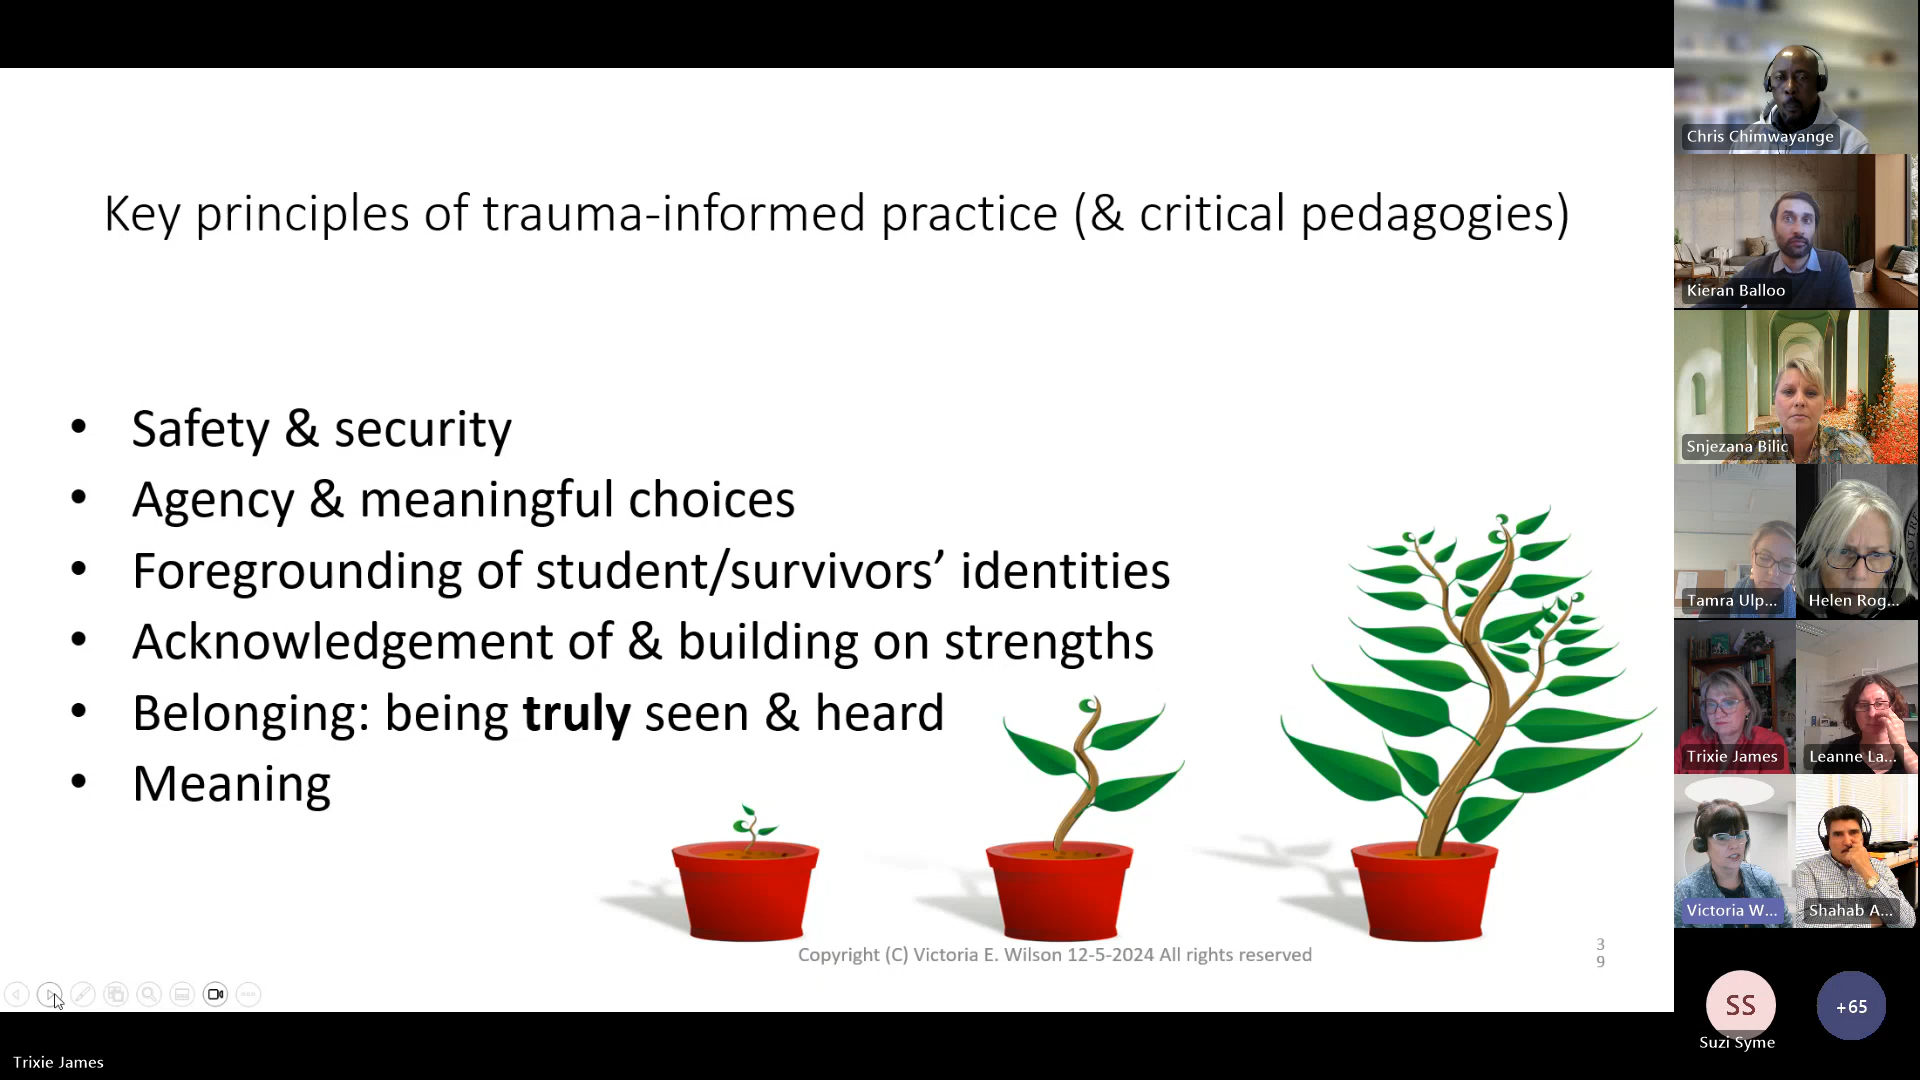 Key principles of trauma-informed practice (& critical pedagogies)
• Safety & security
• Agency & meaningful choices
• Foregrounding of student/survivors’ identities
• Acknowledgement of & building on strengths
• Belonging: being truly seen & heard
• Meaning
Copyright (C) Victoria E. Wilson 12-5-2024 All rights reserved
3
9
Trixie James
Chris Chimwayange
Kieran Balloo
Snjezana Bilic
Tamra Ulp...
Helen Rog...
Trixie James
Leanne La...
Victoria W...
Shahab A...
SS
Suzi Syme
+65